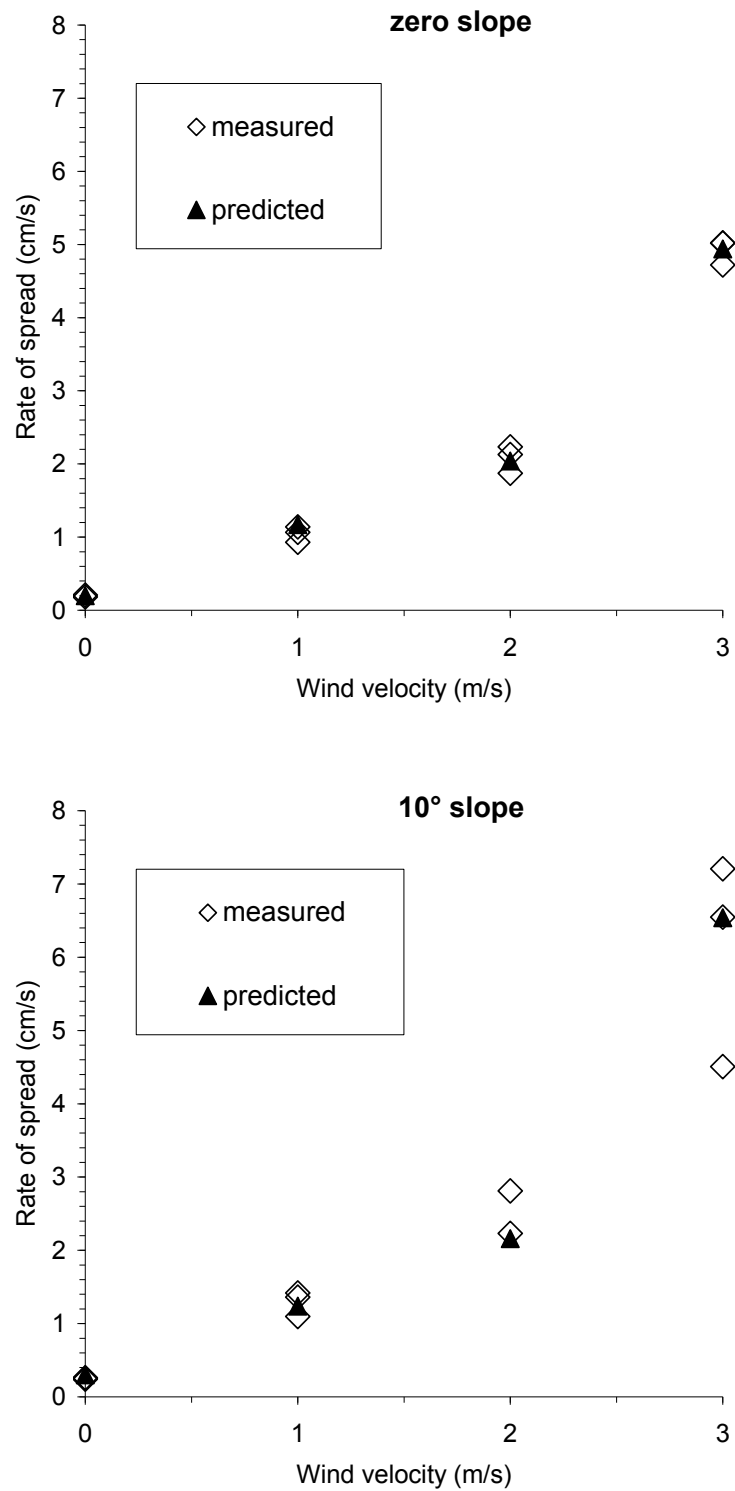 zero slope
8
7
6
5
4
3
2
1
0
measured
predicted
Rate of spread (cm/s)
0 1 2 3
Wind velocity (m/s)
10° slope
8
7
6
5
4
3
2
1
0
measured
predicted
Rate of spread (cm/s)
0 1 2 3
Wind velocity (m/s)